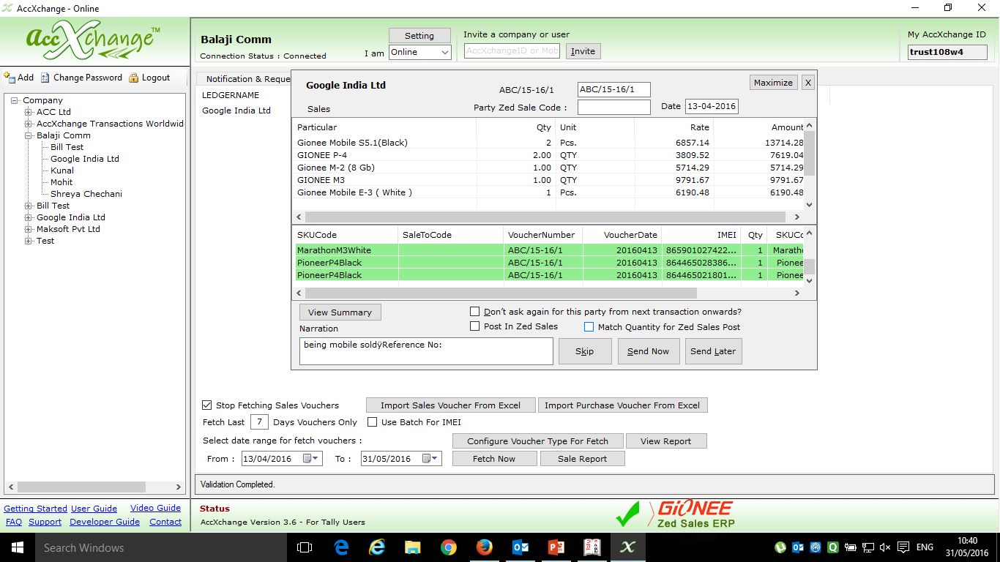 AccXchange - Online
AccXchange™
Add Change Password Logout
Company
ACC Ltd
AccXchange Transactions Worldwid
Balaji Comm
Bill Test
Google India Ltd
Kunal
Mohit
Shreya Chechani
Bill Test
Google India Ltd
Maksoft Pvt Ltd
Test
Getting Started User Guide Video Guide
FAQ Support Developer Guide Contact
Balaji Comm
Connection Status : Connected
Setting
I am Online
Invite a company or user
AccXchangeID or Mob Invite
My AccXchange ID
trust108w4
Notification & Reque
LEDGERNAME
Google India Ltd
Google India Ltd ABC/15-16/1 ABC/15-16/1 Maximize X
Sales Party Zed Sale Code : Date 13-04-2016
Particular Qty Unit Rate Amount
Gionee Mobile S5.1(Black) 2 Pcs. 6857.14 13714.28
GIONEE P-4 2.00 QTY 3809.52 7619.04
Gionee M-2 (8 Gb) 1.00 QTY 5714.29 5714.29
GIONEE M3 1.00 QTY 9791.67 9791.67
Gionee Mobile E-3 ( White ) 1 Pcs. 6190.48 6190.48
SKUCode SaleToCode VoucherNumber VoucherDate IMEI Qty SKUCo
MarathonM3White ABC/15-16/1 20160413 865901027422... 1 Maratho
PioneerP4Black ABC/15-16/1 20160413 864465028386... 1 Pionee
PioneerP4Black ABC/15-16/1 20160413 864465021801... 1 Pionee
View Summary Don't ask again for this party from next transaction onwards?
Narration Post In Zed Sales Match Quantity for Zed Sales Post
being mobile soldÿReference No:
Skip Send Now Send Later
Stop Fetching Sales Vouchers Import Sales Voucher From Excel Import Purchase Voucher From Excel
Fetch Last 7 Days Vouchers Only Use Batch For IMEI
Select date range for fetch vouchers : Configure Voucher Type For Fetch View Report
From : 13/04/2016 To : 31/05/2016 Fetch Now Sale Report
Validation Completed.
Status
AccXchange Version 3.6 - For Tally Users
GIONEE
Zed Sales ERP
Search Windows
ENG
10:40
31/05/2016